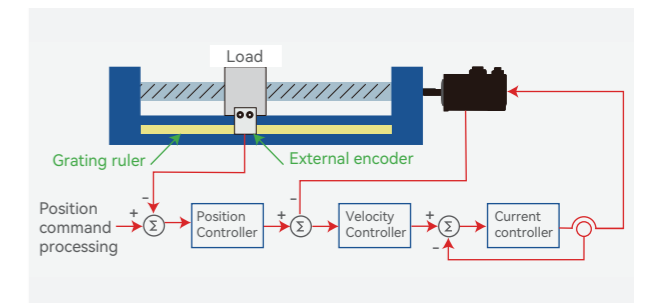 Load
Grating ruler
External encoder
Position
command
processing
+
−
Σ
Position
Controller
+
−
Σ
Velocity
Controller
+
−
Σ
Current
controller